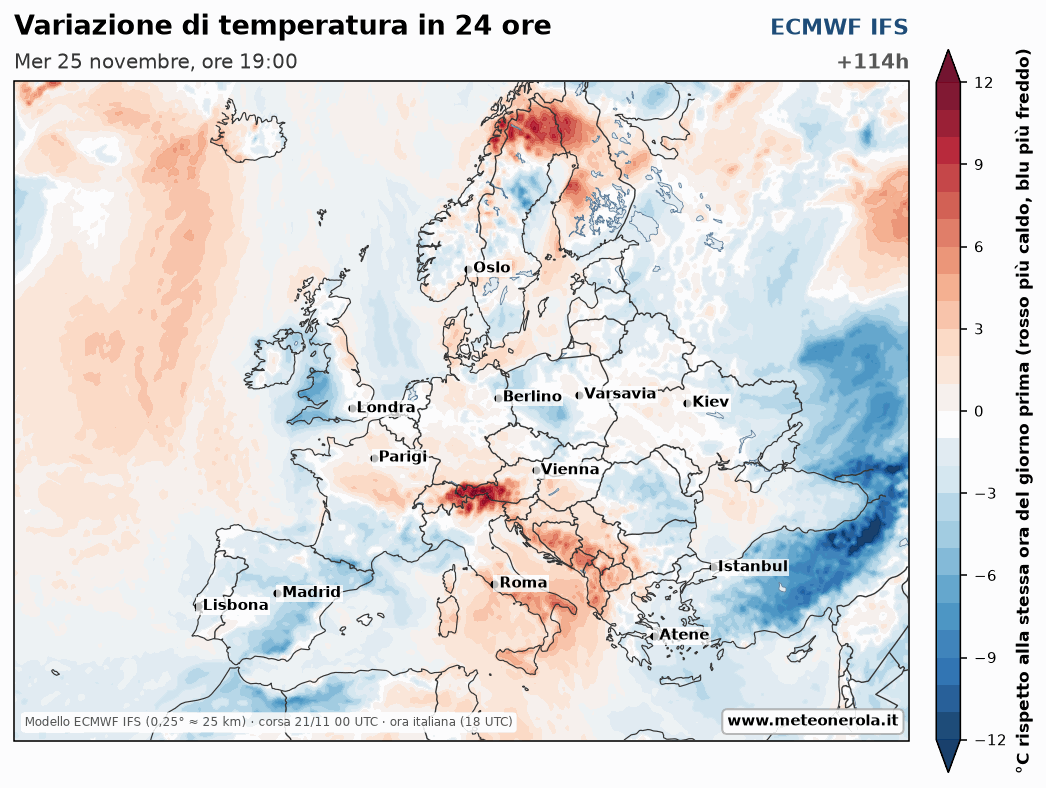 Variazione di temperatura in 24 ore
ECMWF IFS
Mer 25 novembre, ore 19:00
+114h
Oslo
Berlino
Varsavia
Kiev
Londra
Parigi
Vienna
Istanbul
Roma
Madrid
Lisbona
Atene
Modello ECMWF IFS (0,25° ≈ 25 km) · corsa 21/11 00 UTC · ora italiana (18 UTC)
www.meteonerola.it
12
9
6
3
0
−3
−6
−9
−12
°C rispetto alla stessa ora del giorno prima (rosso più caldo, blu più freddo)